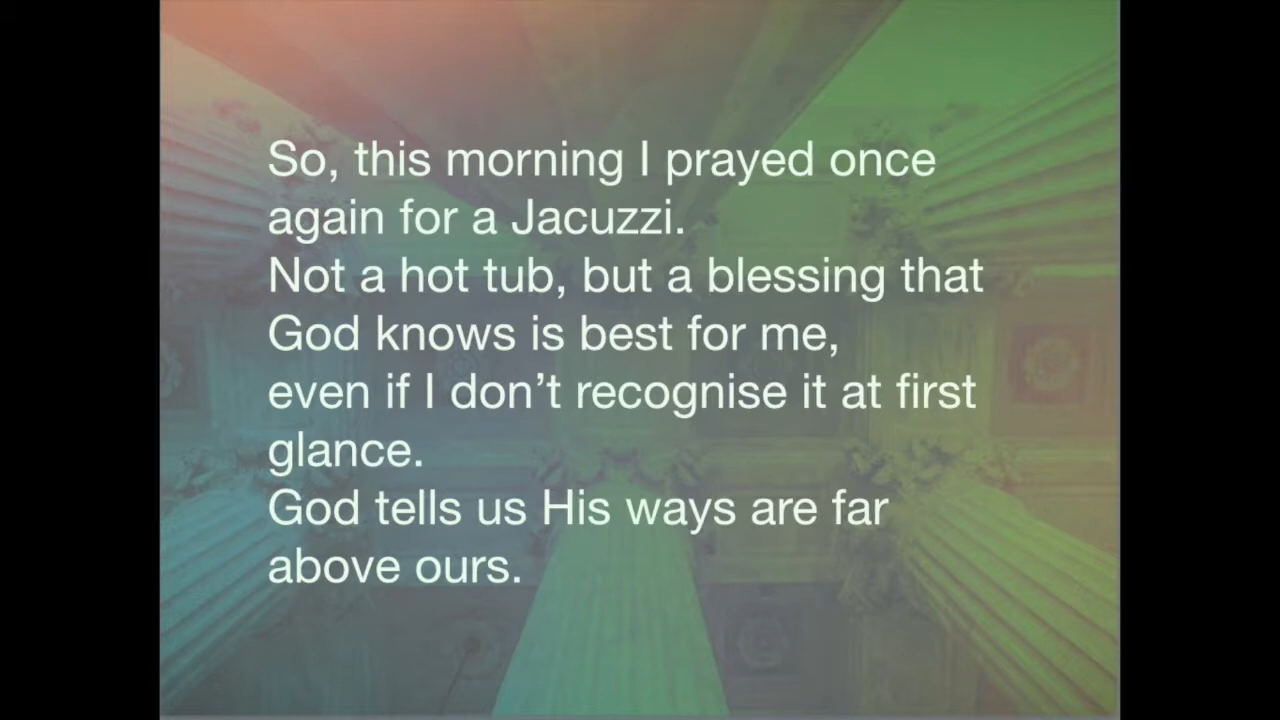 So, this morning I prayed once
again for a Jacuzzi.
Not a hot tub, but a blessing that
God knows is best for me,
even if I don’t recognise it at first
glance.
God tells us His ways are far
above ours.